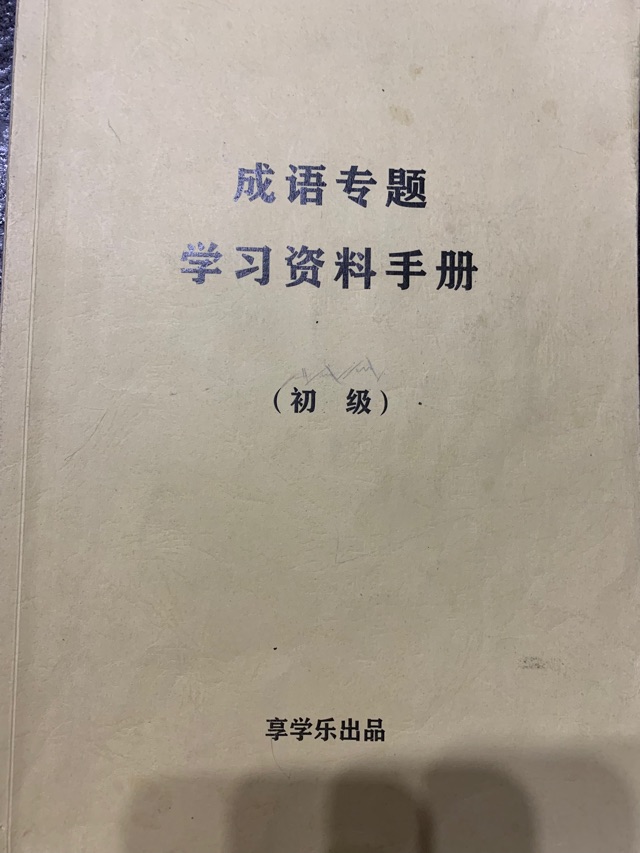 成语专题
学习资料手册
（初 级）
享学乐出品